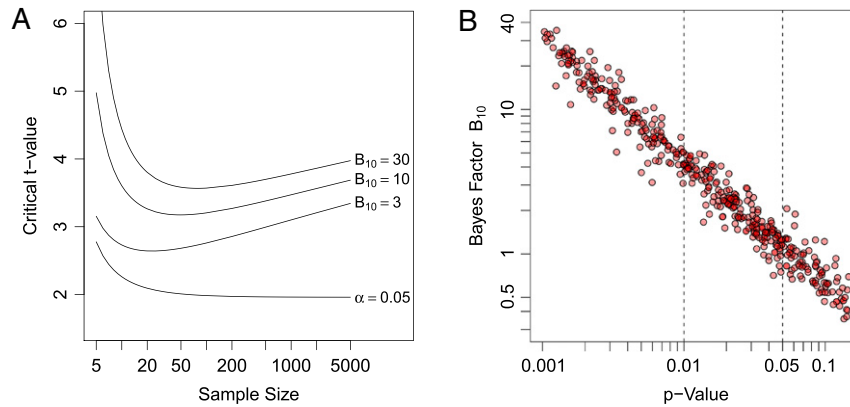 A
Critical t−value
6
5
4
3
2
B₁₀ = 30
B₁₀ = 10
B₁₀ = 3
α = 0.05
5 20 50 200 1000 5000
Sample Size
B
Bayes Factor B₁₀
40
10
1
0.5
0.001 0.01 0.05 0.1
p−Value